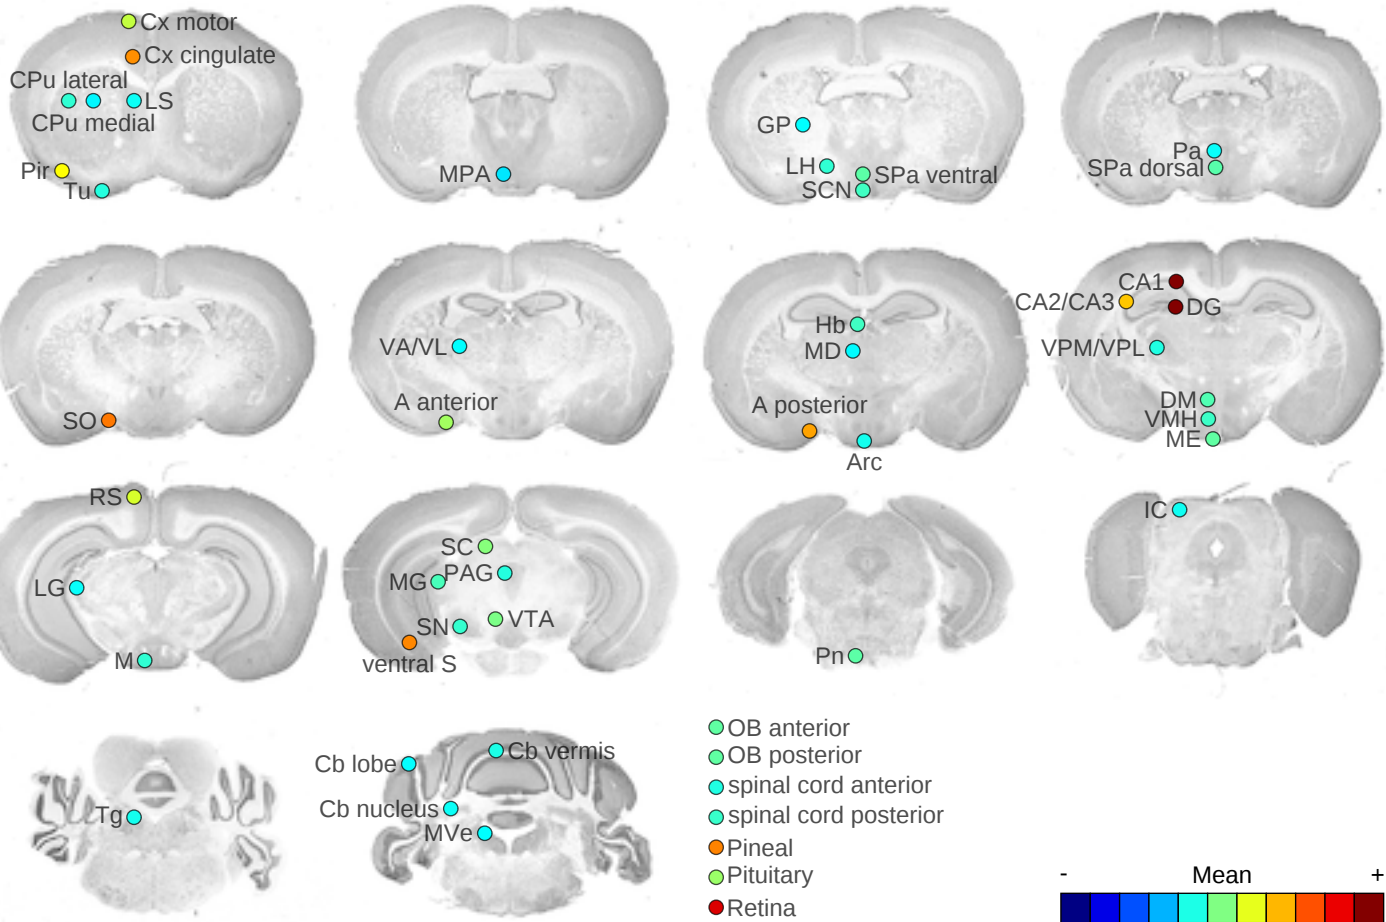 Cx motor
Cx cingulate
CPu lateral
LS
CPu medial
Pir
Tu
MPA
GP
LH
SPa ventral
SCN
Pa
SPa dorsal
SO
VA/VL
A anterior
Hb
MD
A posterior
Arc
CA1
CA2/CA3
DG
VPM/VPL
DM
VMH
ME
RS
LG
M
SC
MG
PAG
SN
VTA
ventral S
Pn
IC
Tg
Cb lobe
Cb vermis
Cb nucleus
MVe
OB anterior
OB posterior
spinal cord anterior
spinal cord posterior
Pineal
Pituitary
Retina
- Mean +